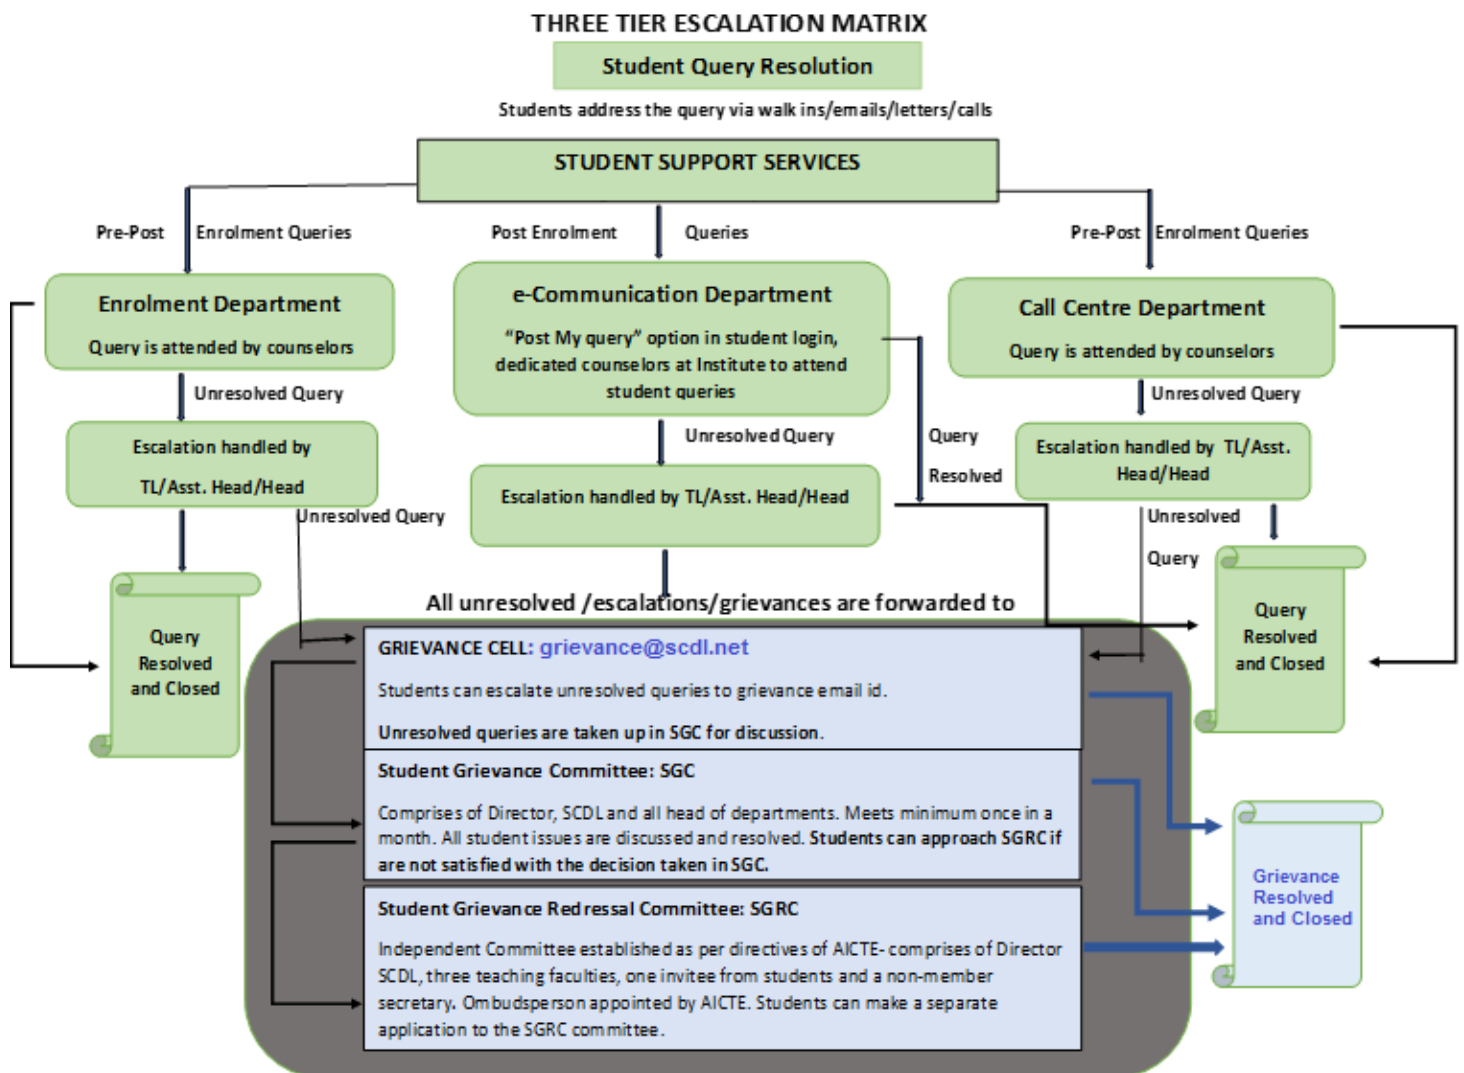 THREE TIER ESCALATION MATRIX
Student Query Resolution
Students address the query via walk ins/emails/letters/calls
STUDENT SUPPORT SERVICES
Pre-Post Enrolment Queries
Post Enrolment Queries
Pre-Post Enrolment Queries
Enrolment Department
Query is attended by counselors
e-Communication Department
“Post My query” option in student login,
dedicated counselors at Institute to attend
student queries
Call Centre Department
Query is attended by counselors
Unresolved Query
Unresolved Query
Query
Resolved
Unresolved Query
Escalation handled by
TL/Asst. Head/Head
Escalation handled by TL/Asst. Head/Head
Escalation handled by TL/Asst.
Head/Head
Unresolved Query
Unresolved
Query
Query
Resolved
and Closed
Query
Resolved
and Closed
All unresolved /escalations/grievances are forwarded to
GRIEVANCE CELL: grievance@scdl.net
Students can escalate unresolved queries to grievance email id.
Unresolved queries are taken up in SGC for discussion.
Student Grievance Committee: SGC
Comprises of Director, SCDL and all head of departments. Meets minimum once in a
month. All student issues are discussed and resolved. Students can approach SGRC if
are not satisfied with the decision taken in SGC.
Student Grievance Redressal Committee: SGRC
Independent Committee established as per directives of AICTE- comprises of Director
SCDL, three teaching faculties, one invitee from students and a non-member
secretary. Ombudsperson appointed by AICTE. Students can make a separate
application to the SGRC committee.
Grievance
Resolved
and Closed